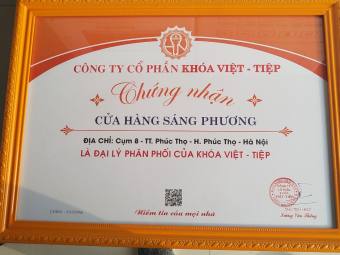 CÔNG TY CỔ PHẦN KHÓA VIỆT - TIỆP
Chứng nhận
CỬA HÀNG SÁNG PHƯƠNG
ĐỊA CHỈ: Cụm 8 - TT. Phúc Thọ - H. Phúc Thọ - Hà Nội
LÀ ĐẠI LÝ PHÂN PHỐI CỦA KHÓA VIỆT - TIỆP
Niềm tin của mọi nhà